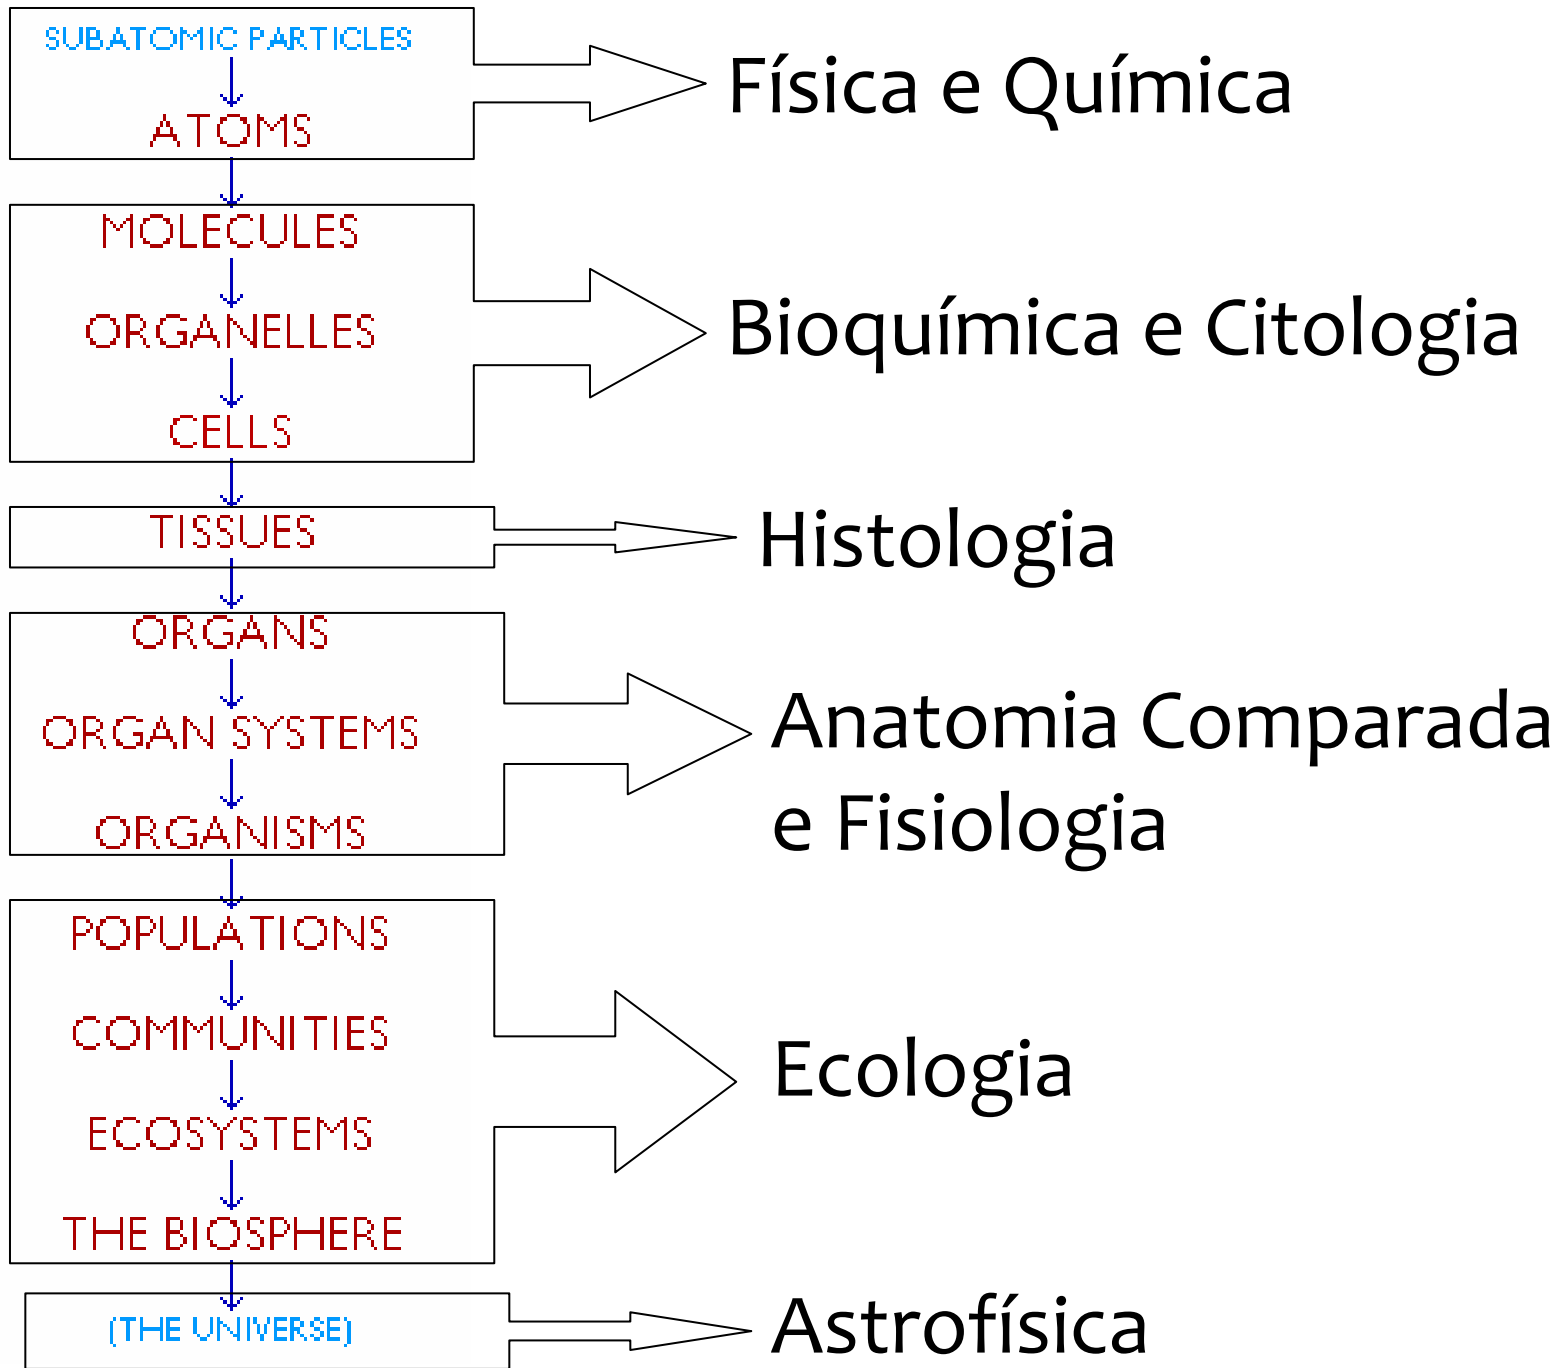 SUBATOMIC PARTICLES
ATOMS
Física e Química
MOLECULES
ORGANELLES
CELLS
Bioquímica e Citologia
TISSUES
Histologia
ORGANS
ORGAN SYSTEMS
ORGANISMS
Anatomia Comparada
e Fisiologia
POPULATIONS
COMMUNITIES
ECOSYSTEMS
THE BIOSPHERE
Ecologia
(THE UNIVERSE)
Astrofísica